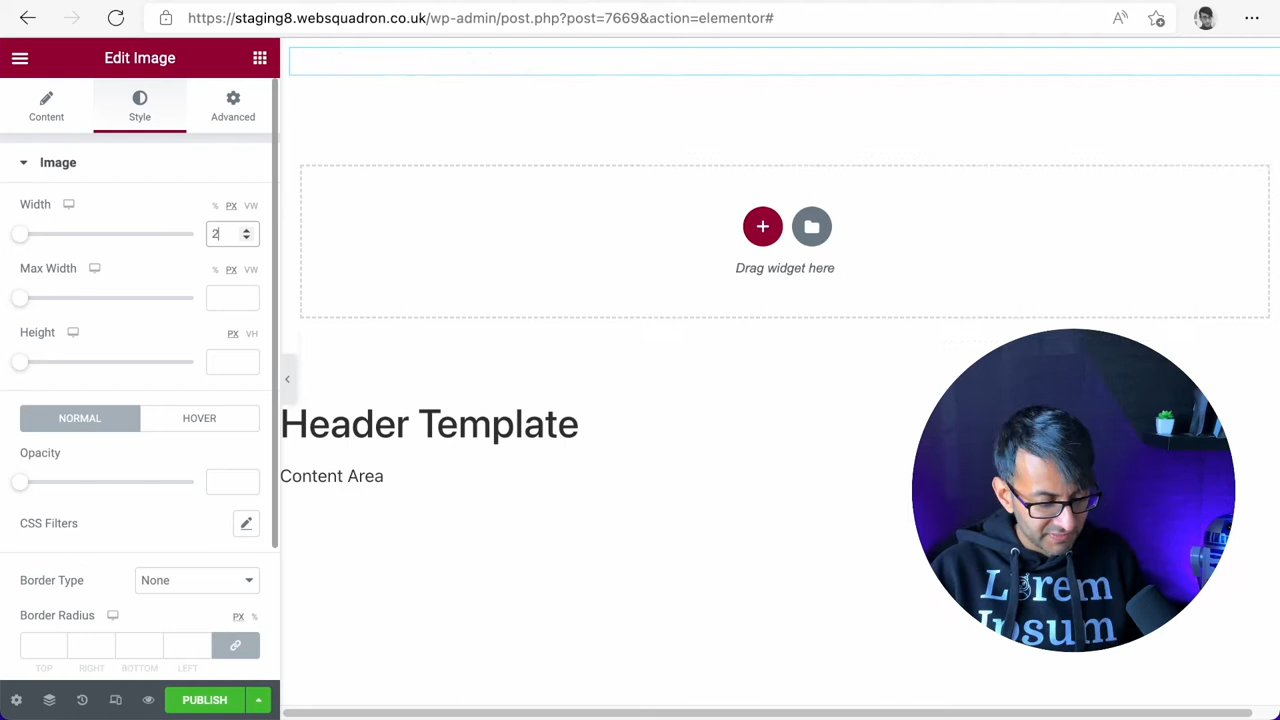 https://staging8.websquadron.co.uk/wp-admin/post.php?post=7669&action=elementor#
Edit Image
Content
Style
Advanced
Image
Width
% PX VW
2
Max Width
% PX VW
Height
PX VH
NORMAL
HOVER
Opacity
CSS Filters
Border Type
None
Border Radius
PX %
TOP
RIGHT
BOTTOM
LEFT
PUBLISH
Drag widget here
Header Template
Content Area
Lorem
Ipsum